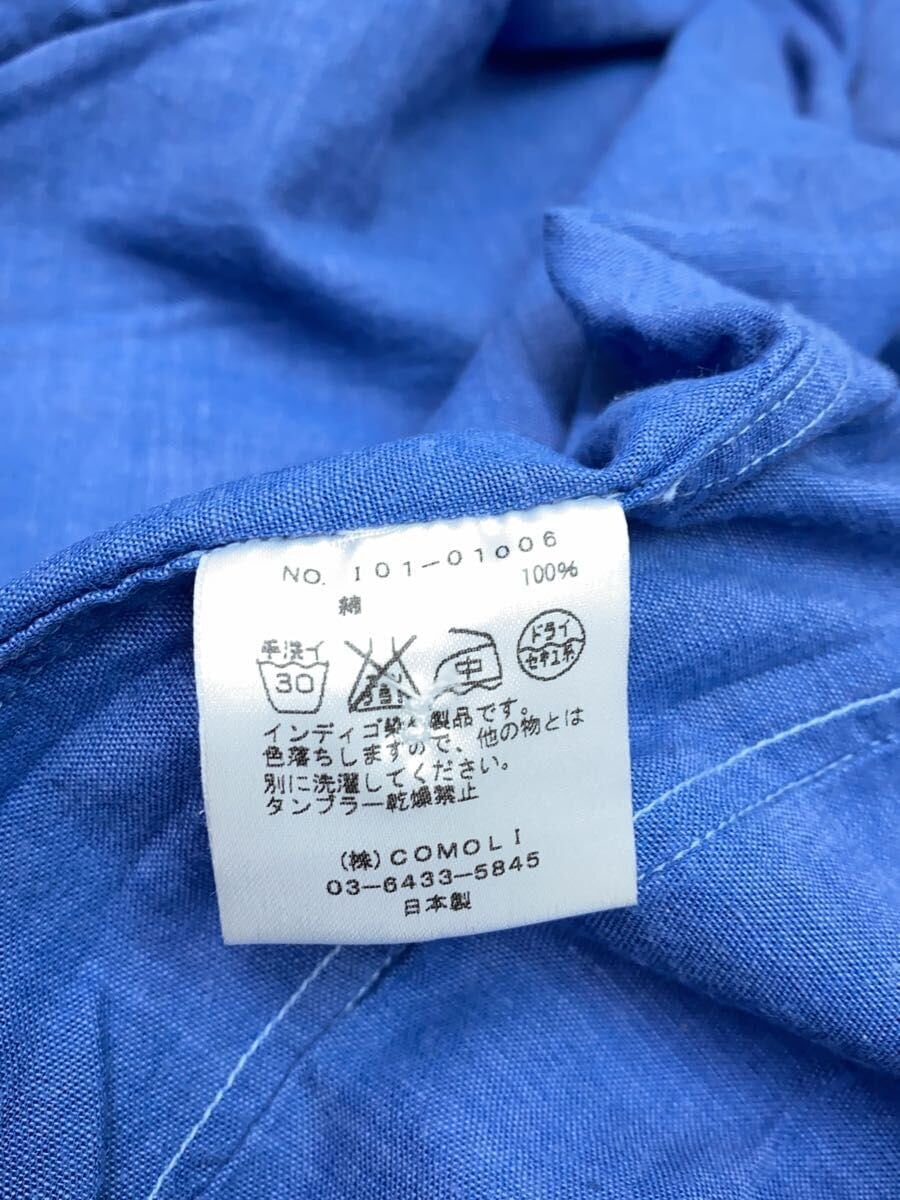 NO. I01-01006
綿 100%
手洗イ
30
中
ドライ
セキユ系
インディゴ染め製品です。
色落ちしますので、他の物とは
別に洗濯してください。
タンブラー乾燥禁止
(株)COMOLI
03-6433-5845
日本製